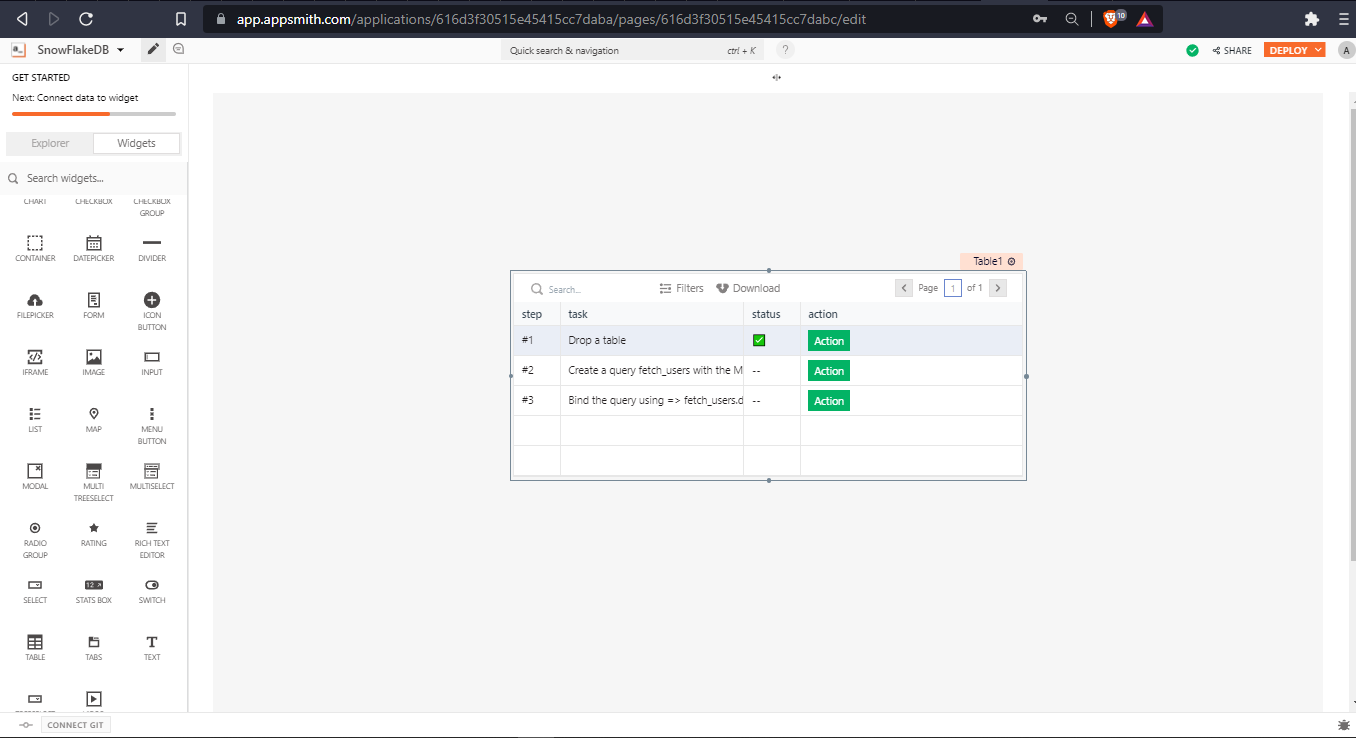 app.appsmith.com/applications/616d3f30515e45415cc7daba/pages/616d3f30515e45415cc7dabc/edit
10
a_
SnowFlakeDB
Quick search & navigation
ctrl + K
?
SHARE
DEPLOY
A
GET STARTED
Next: Connect data to widget
Explorer
Widgets
Search widgets...
CHART
CHECKBOX
CHECKBOX
GROUP
CONTAINER
DATEPICKER
DIVIDER
FILEPICKER
FORM
ICON
BUTTON
IFRAME
IMAGE
INPUT
LIST
MAP
MENU
BUTTON
MODAL
MULTI
TREESELECT
MULTISELECT
RADIO
GROUP
RATING
RICH TEXT
EDITOR
SELECT
STATS BOX
SWITCH
TABLE
TABS
TEXT
CONNECT GIT
Table1
Search...
Filters
Download
Page 1 of 1
step task status action
#1 Drop a table Action
#2 Create a query fetch_users with the M -- Action
#3 Bind the query using => fetch_users.d -- Action